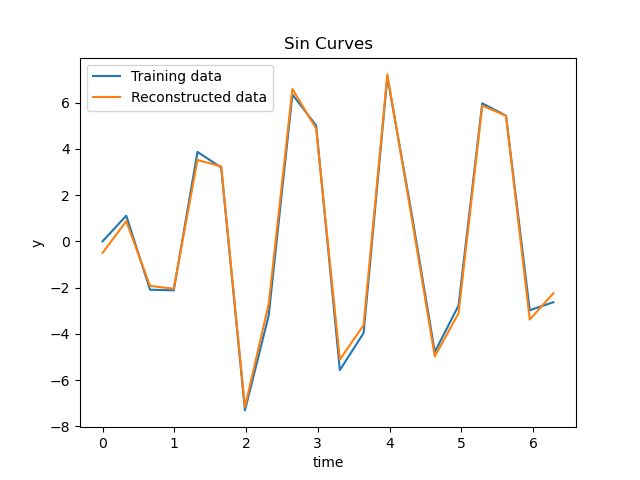 Sin Curves
Training data
Reconstructed data
6
4
2
0
−2
−4
−6
−8
y
0 1 2 3 4 5 6
time